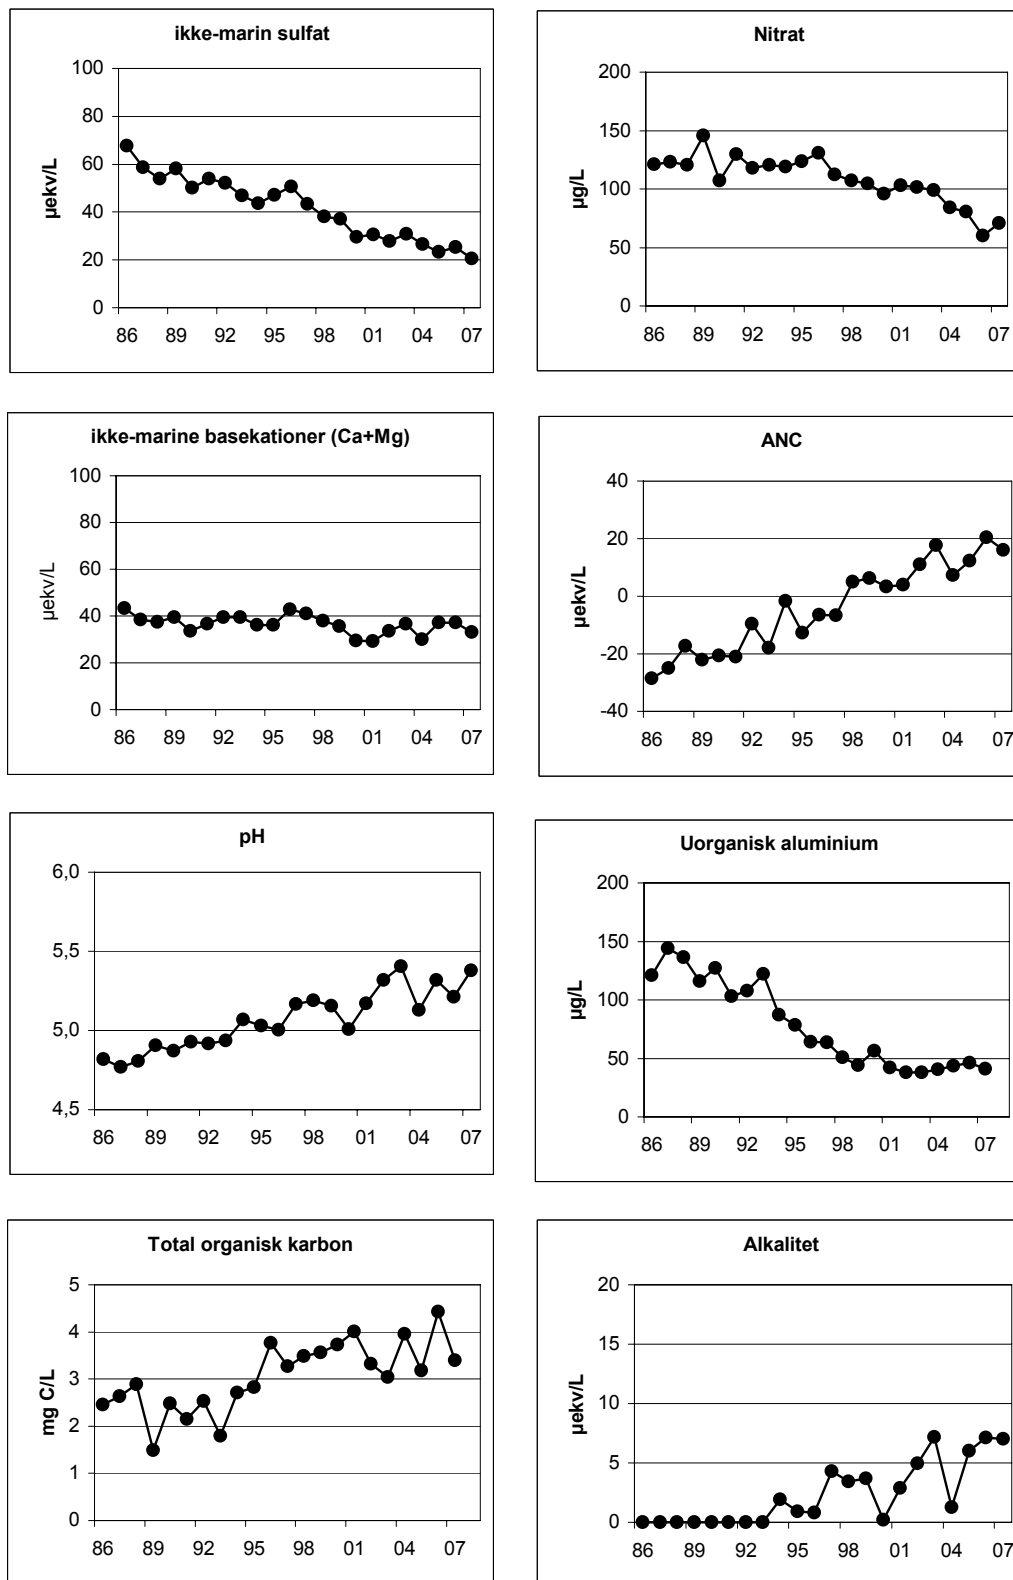 ikke-marin sulfat
100
80
60
40
20
0
µekv/L
86 89 92 95 98 01 04 07
Nitrat
200
150
100
50
0
µg/L
86 89 92 95 98 01 04 07
ikke-marine basekationer (Ca+Mg)
100
80
60
40
20
0
µekv/L
86 89 92 95 98 01 04 07
ANC
40
20
0
-20
-40
µekv/L
86 89 92 95 98 01 04 07
pH
6,0
5,5
5,0
4,5
86 89 92 95 98 01 04 07
Uorganisk aluminium
200
150
100
50
0
µg/L
86 89 92 95 98 01 04 07
Total organisk karbon
5
4
3
2
1
0
mg C/L
86 89 92 95 98 01 04 07
Alkalitet
20
15
10
5
0
µekv/L
86 89 92 95 98 01 04 07